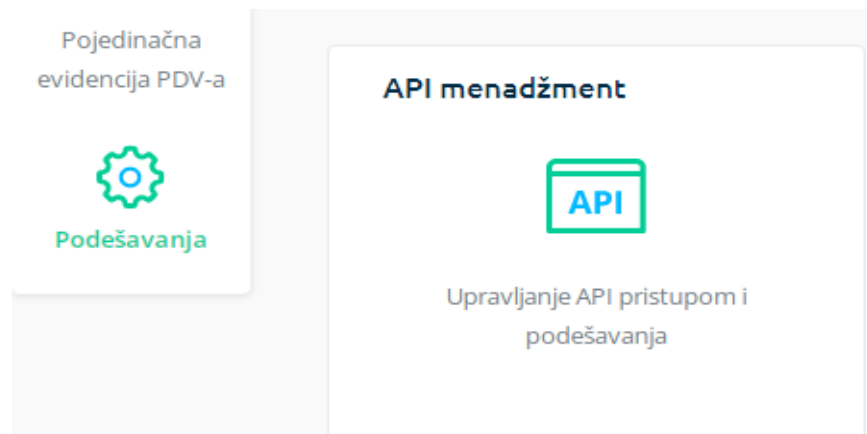 Pojedinačna
evidencija PDV-a
Podešavanja
API menadžment
API
Upravljanje API pristupom i
podešavanja